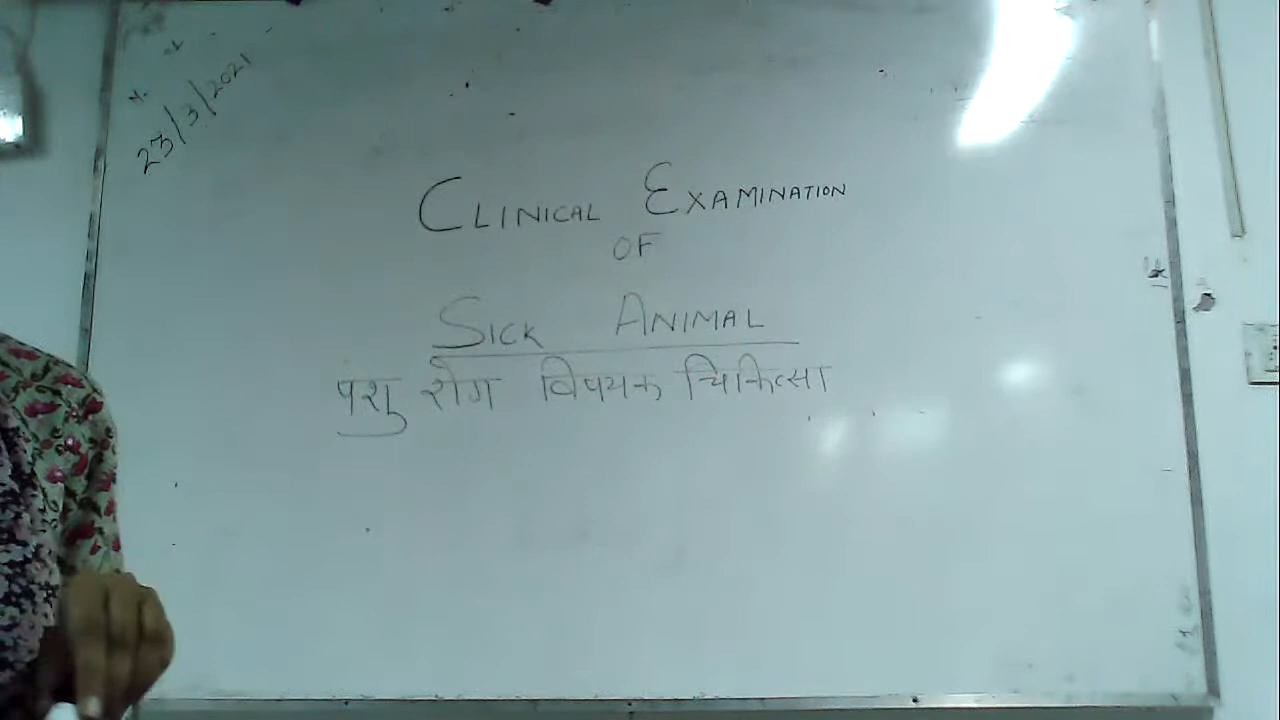 23/3/2021
CLINICAL EXAMINATION
OF
SICK ANIMAL
पशु रोग विषयक चिकित्सा